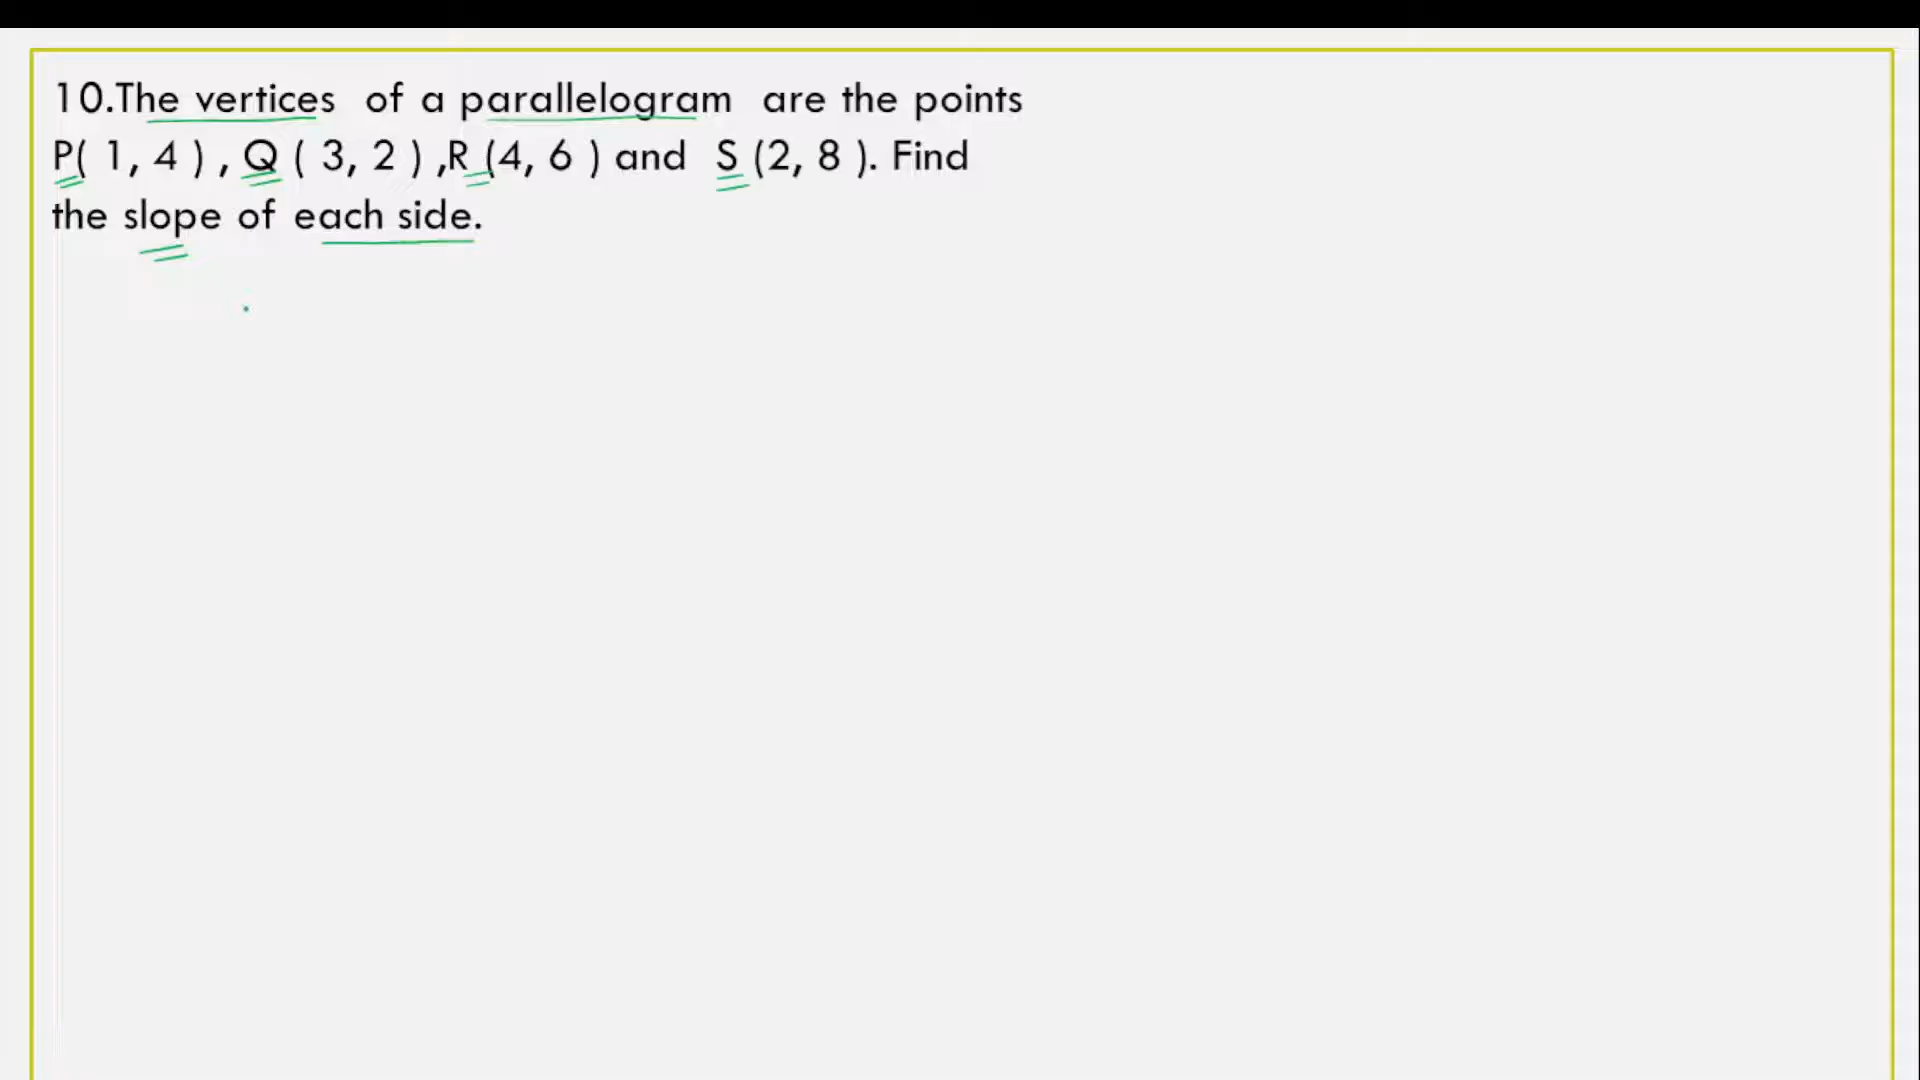 10.The vertices of a parallelogram are the points
P( 1, 4 ) , Q ( 3, 2 ) ,R (4, 6 ) and S (2, 8 ). Find
the slope of each side.